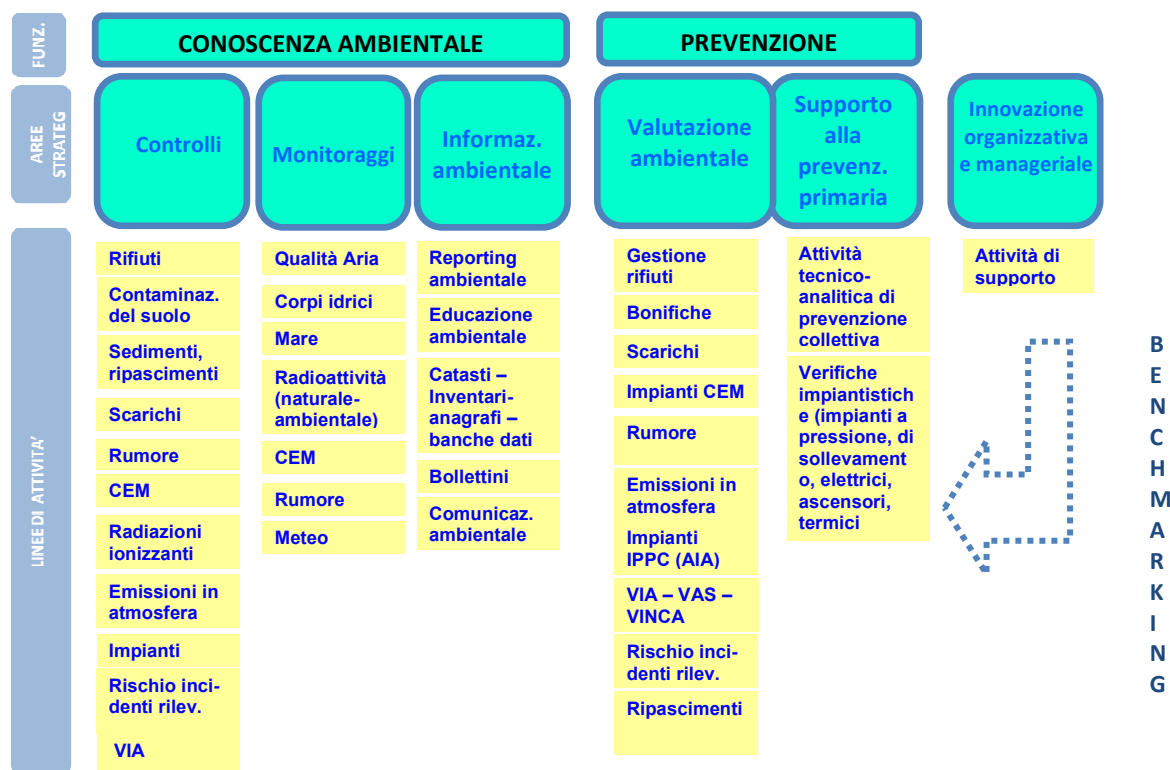 FUNZ.
CONOSCENZA AMBIENTALE
PREVENZIONE
AREE
STRATEG
Controlli
Monitoraggi
Informaz.
ambientale
Valutazione
ambientale
Supporto
alla
prevenz.
primaria
Innovazione
organizzativa
e manageriale
LINEE DI ATTIVITA'
Rifiuti
Contaminaz.
del suolo
Sedimenti,
ripascimenti
Scarichi
Rumore
CEM
Radiazioni
ionizzanti
Emissioni in
atmosfera
Impianti
Rischio inci-
denti rilev.
VIA
Qualità Aria
Corpi idrici
Mare
Radioattività
(naturale-
ambientale)
CEM
Rumore
Meteo
Reporting
ambientale
Educazione
ambientale
Catasti –
Inventari-
anagrafi –
banche dati
Bollettini
Comunicaz.
ambientale
Gestione
rifiuti
Bonifiche
Scarichi
Impianti CEM
Rumore
Emissioni in
atmosfera
Impianti
IPPC (AIA)
VIA – VAS –
VINCA
Rischio inci-
denti rilev.
Ripascimenti
Attività
tecnico-
analitica di
prevenzione
collettiva
Verifiche
impiantistich
e (impianti a
pressione, di
sollevament
o, elettrici,
ascensori,
termici
Attività di
supporto
B
E
N
C
H
M
A
R
K
I
N
G